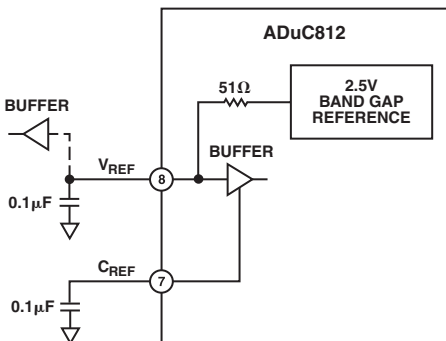 ADuC812
51Ω
2.5V
BAND GAP
REFERENCE
BUFFER
BUFFER
VREF
8
0.1μF
CREF
7
0.1μF